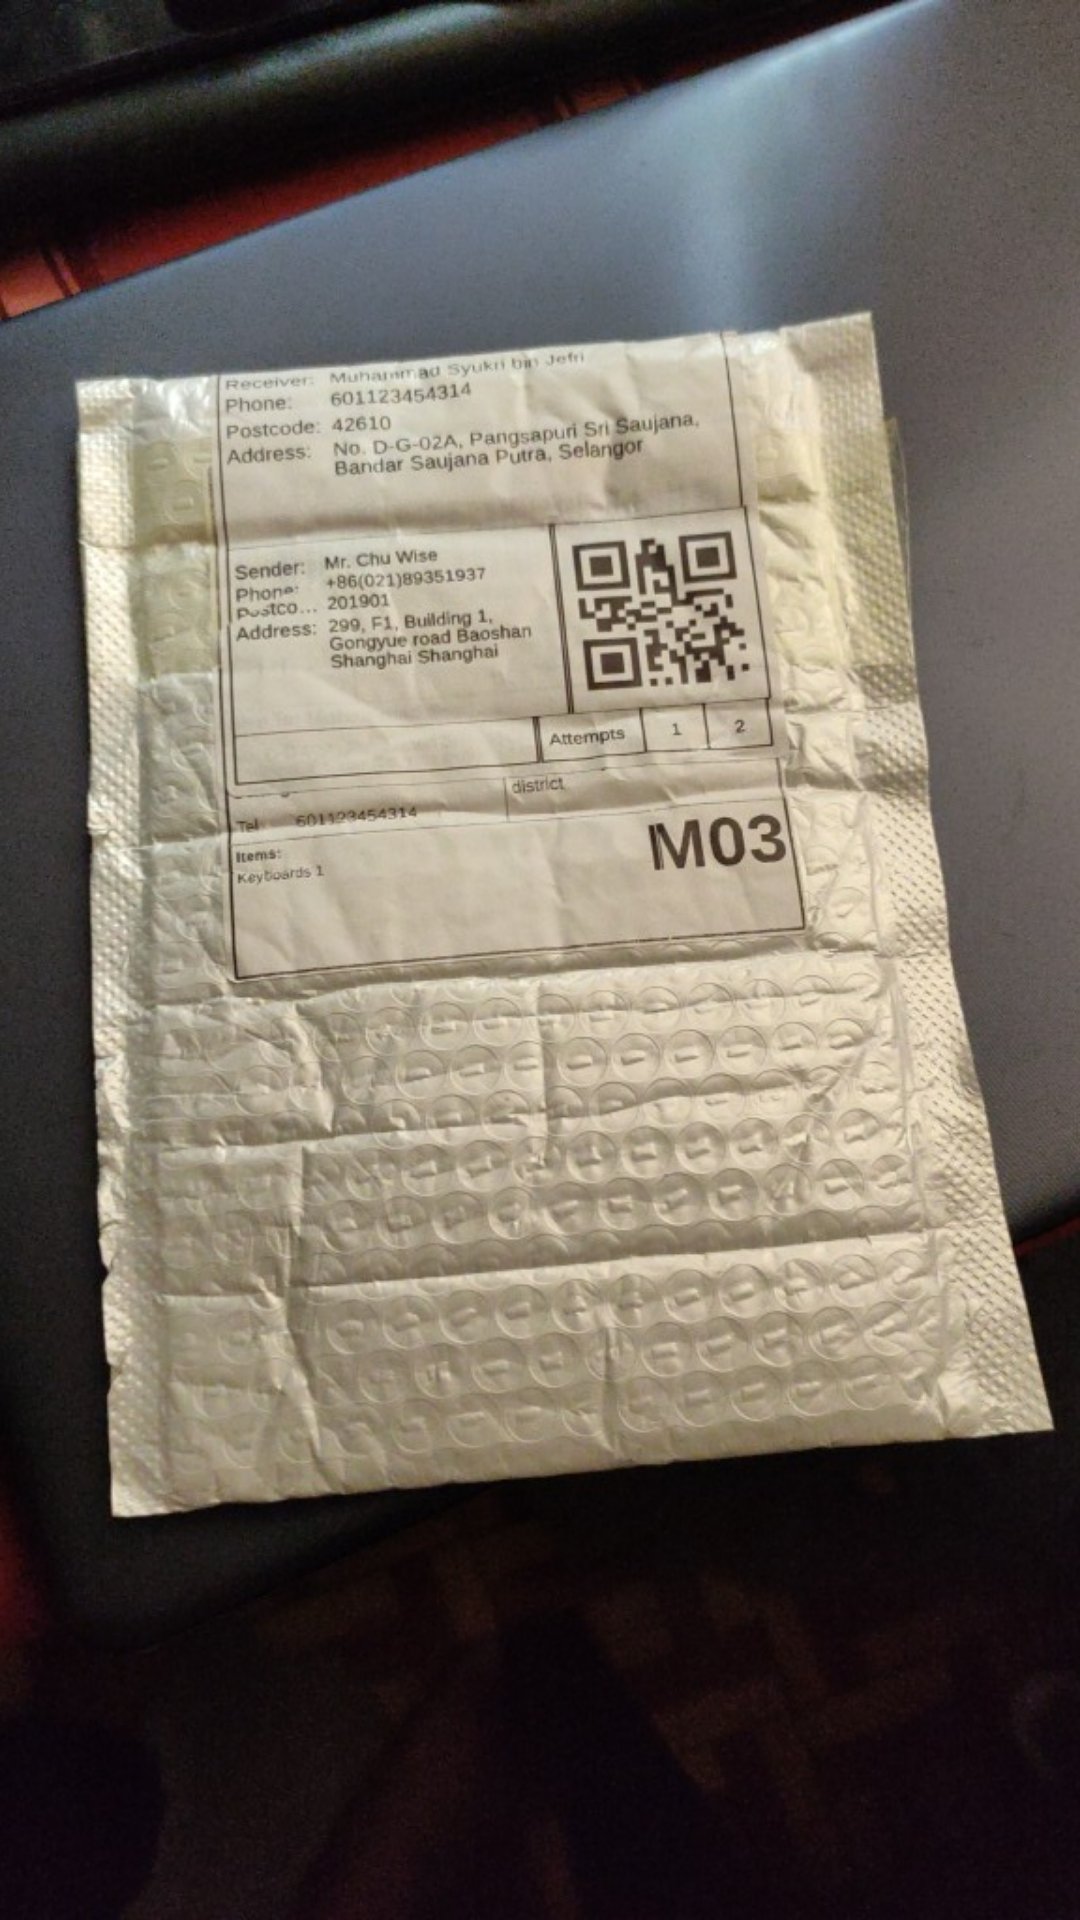 Receiver: Muhammad Syukri bin Jefri
Phone: 601123454314
Postcode: 42610
Address: No. D-G-02A, Pangsapuri Sri Saujana,
Bandar Saujana Putra, Selangor
Sender: Mr. Chu Wise
Phone: +86(021)89351937
Postco... 201901
Address: 299, F1, Building 1,
Gongyue road Baoshan
Shanghai Shanghai
Attempts 1 2
district
Tel 601123454314
Items:
Keyboards 1
M03